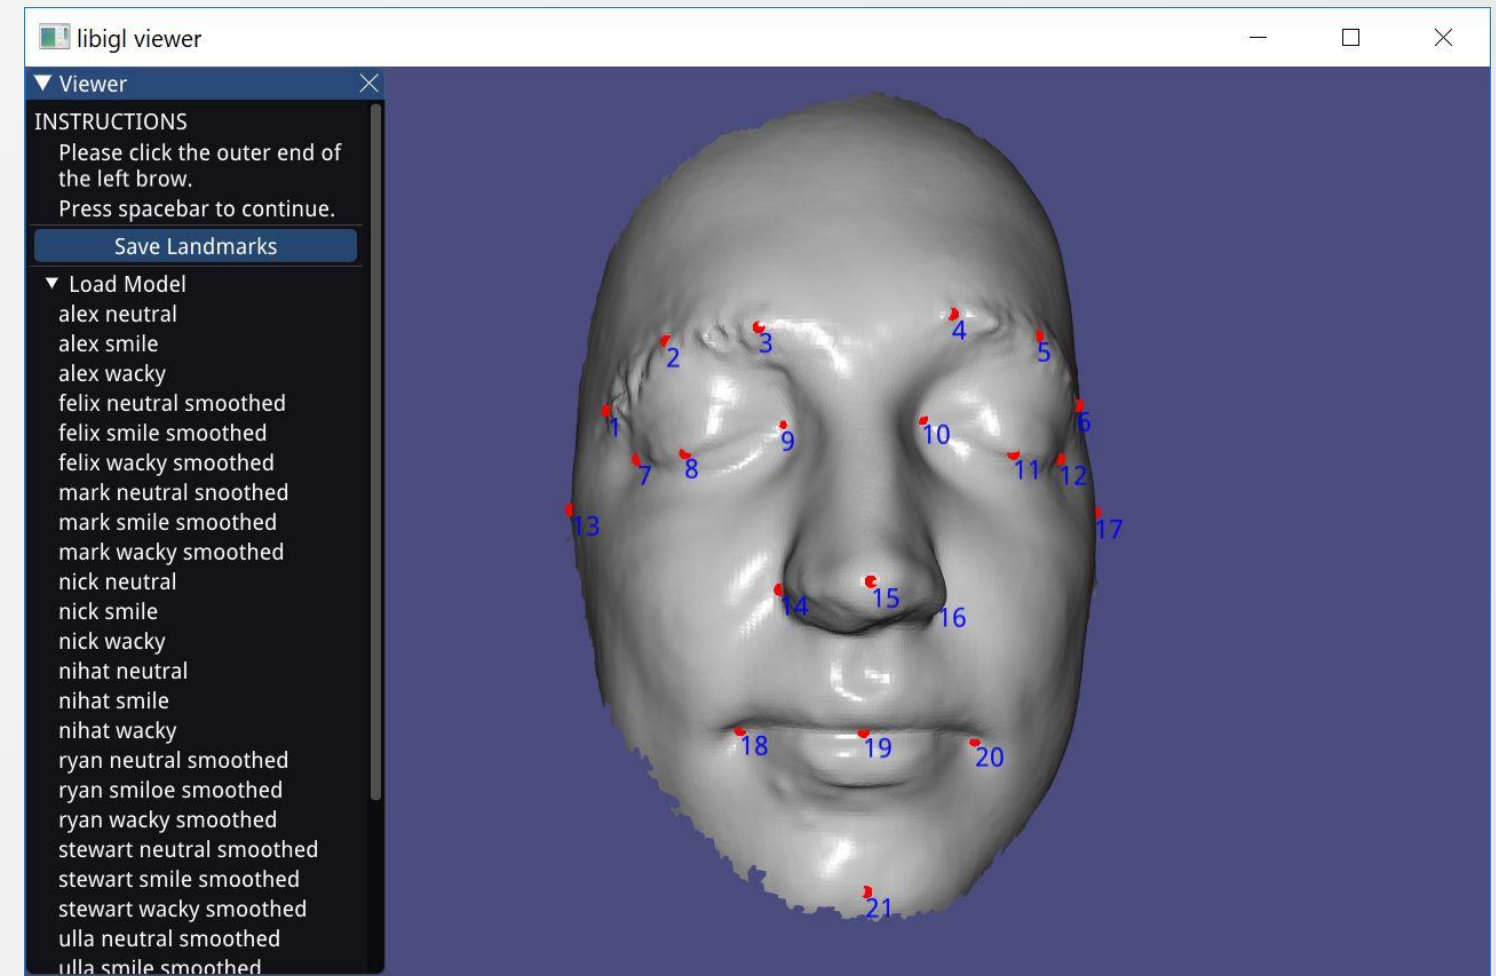 libigl viewer
Viewer
INSTRUCTIONS
Please click the outer end of
the left brow.
Press spacebar to continue.
Save Landmarks
Load Model
alex neutral
alex smile
alex wacky
felix neutral smoothed
felix smile smoothed
felix wacky smoothed
mark neutral snoothed
mark smile smoothed
mark wacky smoothed
nick neutral
nick smile
nick wacky
nihat neutral
nihat smile
nihat wacky
ryan neutral smoothed
ryan smiloe smoothed
ryan wacky smoothed
stewart neutral smoothed
stewart smile smoothed
stewart wacky smoothed
ulla neutral smoothed
ulla smile smoothed
1
2
3
4
5
6
7
8
9
10
11
12
13
14
15
16
17
18
19
20
21